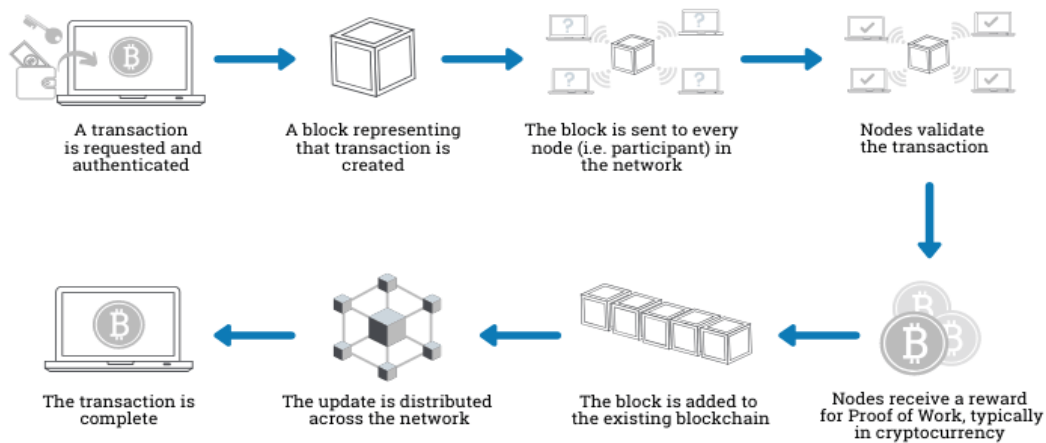 A transaction
is requested and
authenticated
A block representing
that transaction is
created
The block is sent to every
node (i.e. participant) in
the network
Nodes validate
the transaction
Nodes receive a reward
for Proof of Work, typically
in cryptocurrency
The block is added to
the existing blockchain
The update is distributed
across the network
The transaction is
complete